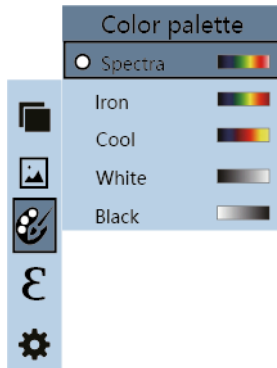 Color palette
Spectra
Iron
Cool
White
Black
ε